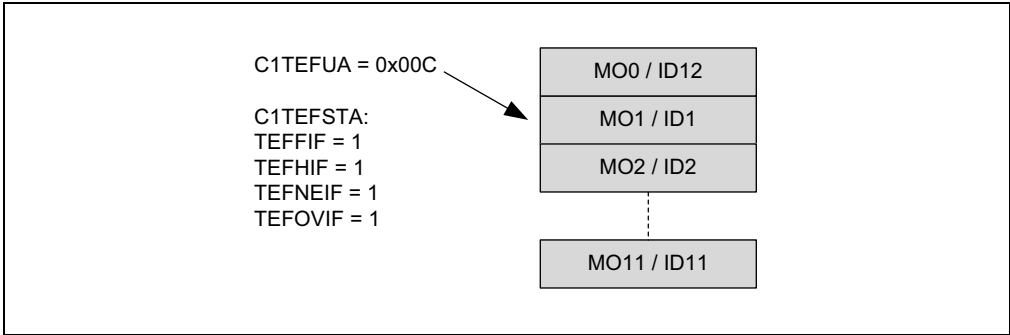 C1TEFUA = 0x00C
C1TEFSTA:
TEFFIF = 1
TEFHIF = 1
TEFNEIF = 1
TEFOVIF = 1
MO0 / ID12
MO1 / ID1
MO2 / ID2
MO11 / ID11